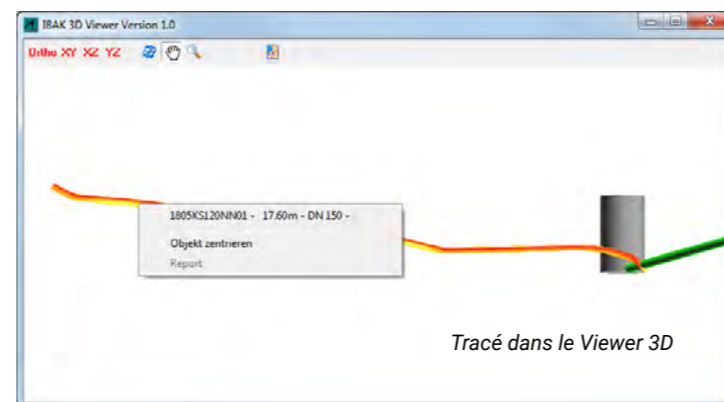 IBAK 3D Viewer Version 1.0
Ortho XY XZ YZ
1805KS120NN01 - 17.60m - DN 150 -
Objekt zentrieren
Report
Tracé dans le Viewer 3D